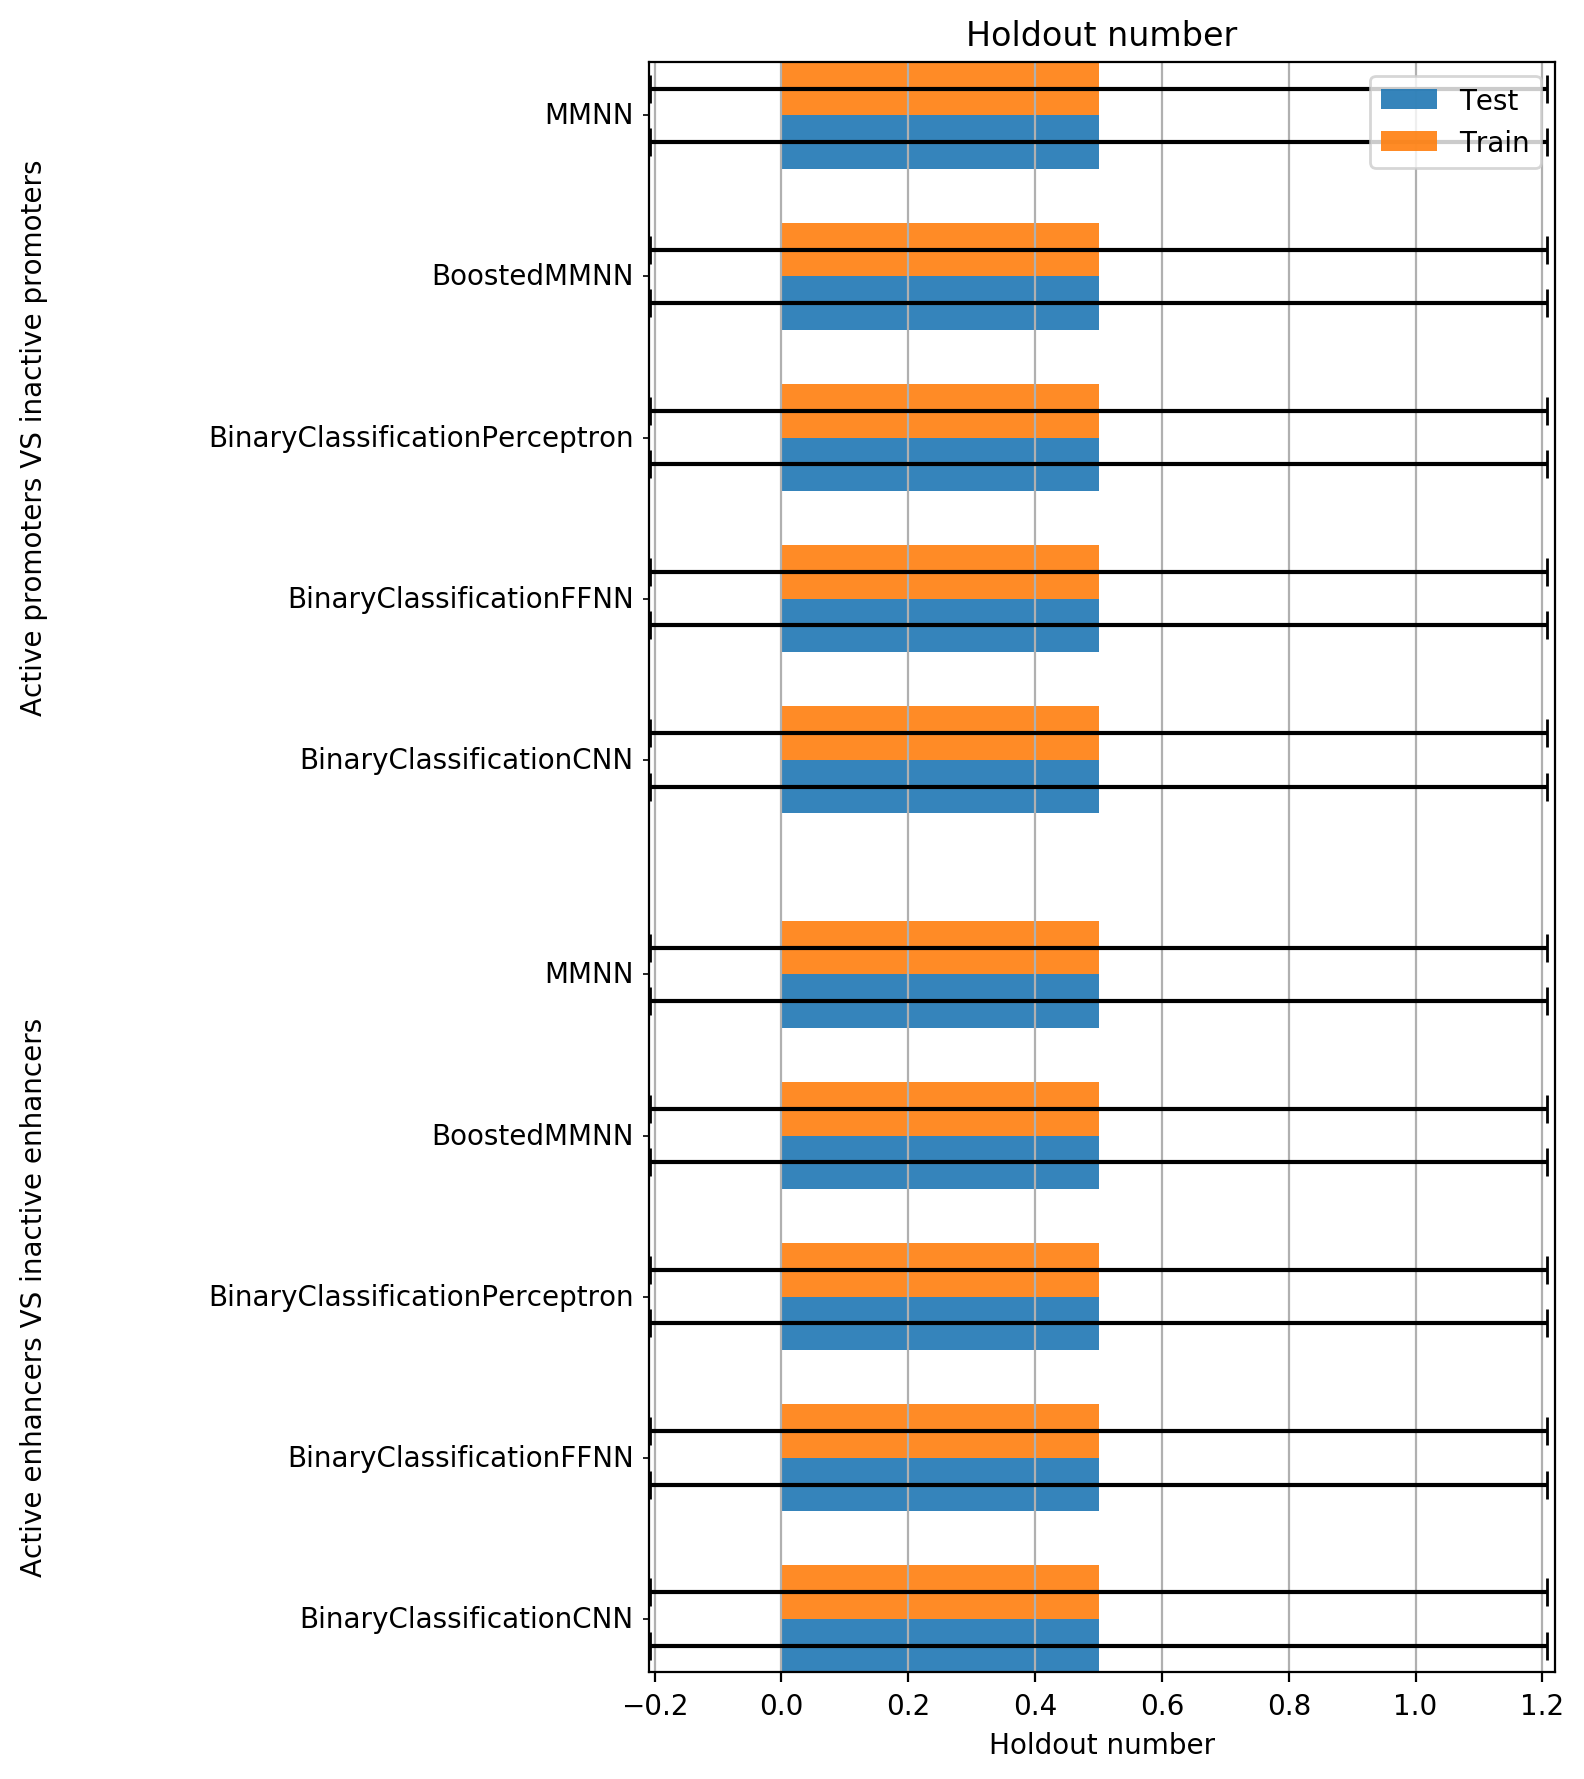 Holdout number
Test
Train
Active promoters VS inactive promoters
MMNN
BoostedMMNN
BinaryClassificationPerceptron
BinaryClassificationFFNN
BinaryClassificationCNN
Active enhancers VS inactive enhancers
MMNN
BoostedMMNN
BinaryClassificationPerceptron
BinaryClassificationFFNN
BinaryClassificationCNN
−0.2 0.0 0.2 0.4 0.6 0.8 1.0 1.2
Holdout number